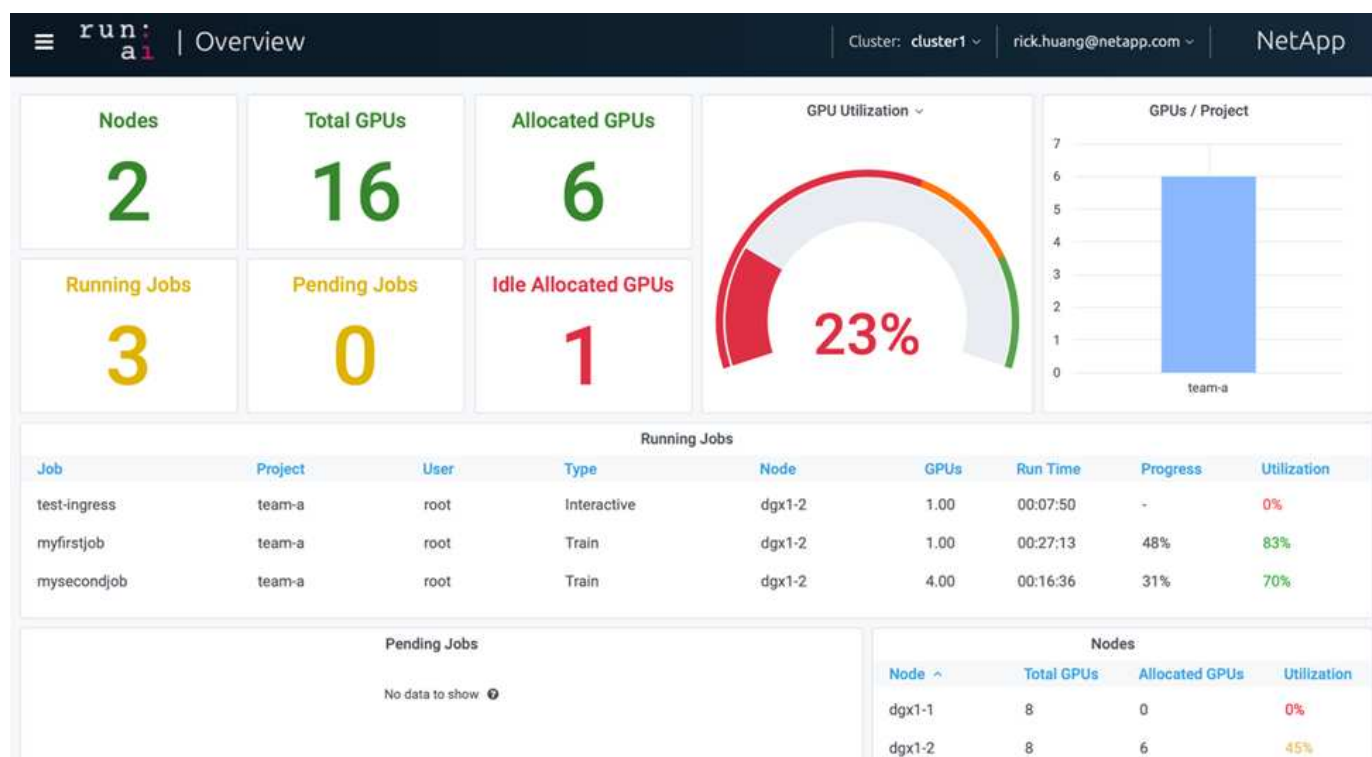 run: ai | Overview
Cluster: cluster1
rick.huang@netapp.com
NetApp
Nodes
2
Total GPUs
16
Allocated GPUs
6
Running Jobs
3
Pending Jobs
0
Idle Allocated GPUs
1
GPU Utilization
23%
GPUs / Project
7
6
5
4
3
2
1
0
team-a
Running Jobs
Job Project User Type Node GPUs Run Time Progress Utilization
test-ingress team-a root Interactive dgx1-2 1.00 00:07:50 - 0%
myfirstjob team-a root Train dgx1-2 1.00 00:27:13 48% 83%
mysecondjob team-a root Train dgx1-2 4.00 00:16:36 31% 70%
Pending Jobs
No data to show
Nodes
Node Total GPUs Allocated GPUs Utilization
dgx1-1 8 0 0%
dgx1-2 8 6 45%